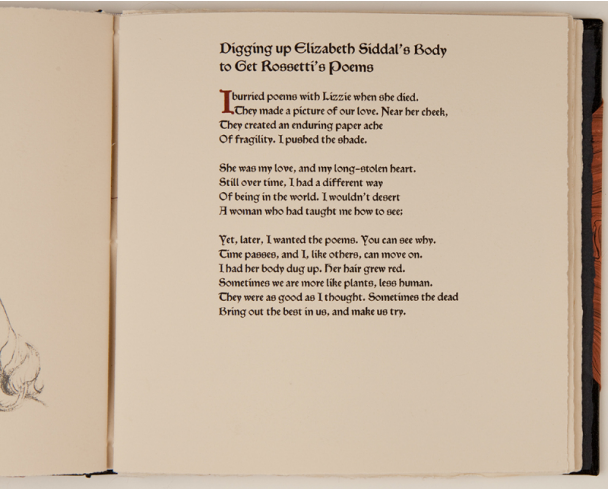 Digging up Elizabeth Siddal's Body
to Get Rossetti's Poems
I burried poems with Lizzie when she died.
They made a picture of our love. Near her cheek,
They created an enduring paper ache
Of fragility. I pushed the shade.
She was my love, and my long-stolen heart.
Still over time, I had a different way
Of being in the world. I wouldn't desert
A woman who had taught me how to see;
Yet, later, I wanted the poems. You can see why.
Time passes, and I, like others, can move on.
I had her body dug up. Her hair grew red.
Sometimes we are more like plants, less human.
They were as good as I thought. Sometimes the dead
Bring out the best in us, and make us try.